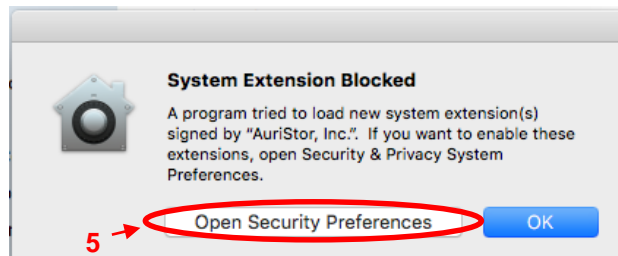 System Extension Blocked
A program tried to load new system extension(s)
signed by “AuriStor, Inc.”.  If you want to enable these
extensions, open Security & Privacy System
Preferences.
Open Security Preferences
OK
5